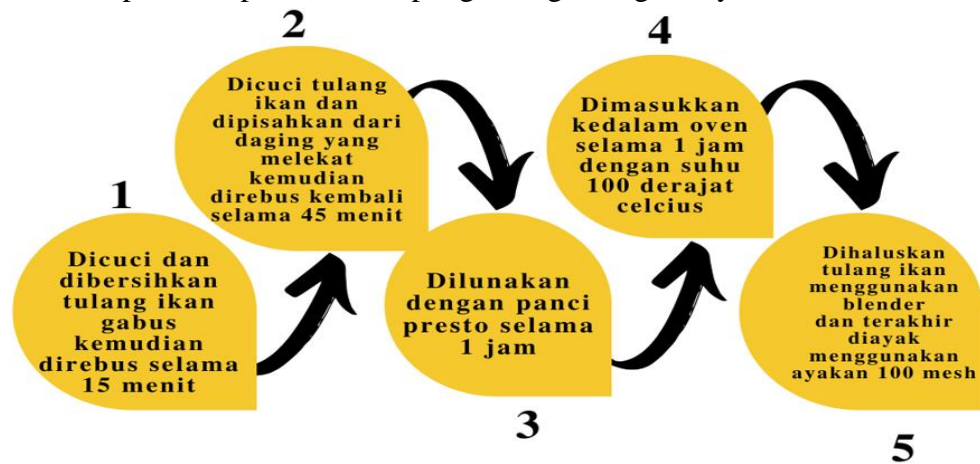 1
Dicuci dan
dibersihkan
tulang ikan
gabus
kemudian
direbus selama
15 menit
2
Dicuci tulang
ikan dan
dipisahkan dari
daging yang
melekat
kemudian
direbus kembali
selama 45 menit
3
Dilunakan
dengan panci
presto selama
1 jam
4
Dimasukkan
kedalam oven
selama 1 jam
dengan suhu
100 derajat
celcius
5
Dihaluskan
tulang ikan
menggunakan
blender
dan terakhir
diayak
menggunakan
ayakan 100 mesh